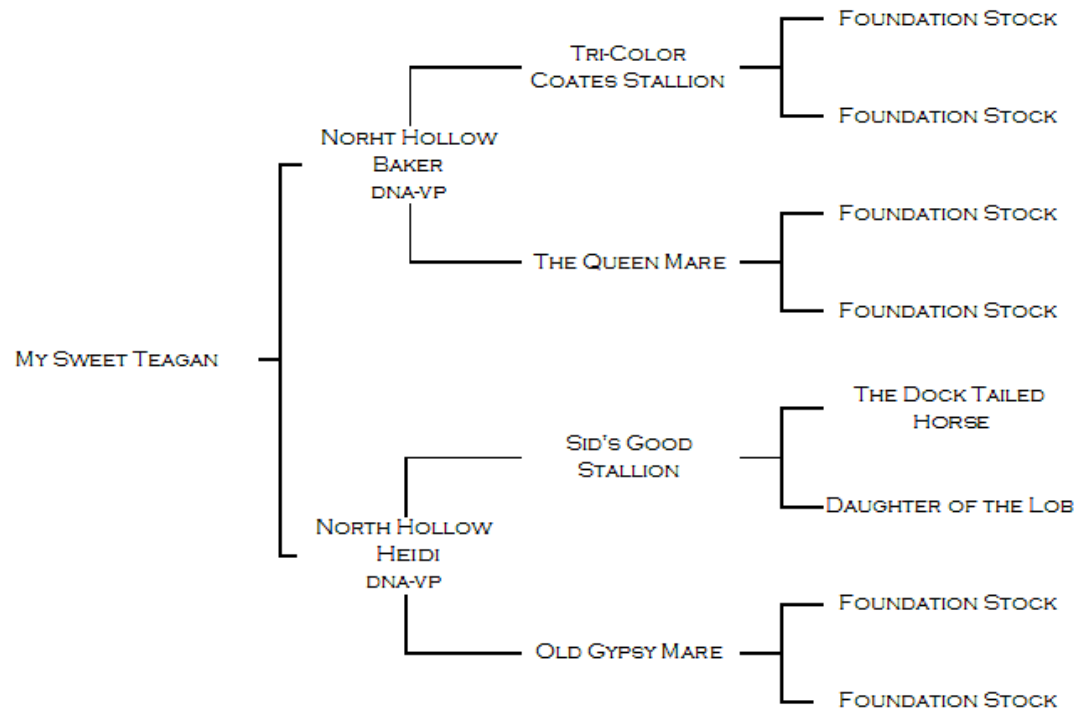 Foundation Stock
Tri-Color
Coates Stallion
Foundation Stock
Norht Hollow
Baker
DNA-VP
Foundation Stock
The Queen Mare
Foundation Stock
My Sweet Teagan
The Dock Tailed
Horse
Sid's Good
Stallion
Daughter of the Lob
North Hollow
Heidi
DNA-VP
Foundation Stock
Old Gypsy Mare
Foundation Stock